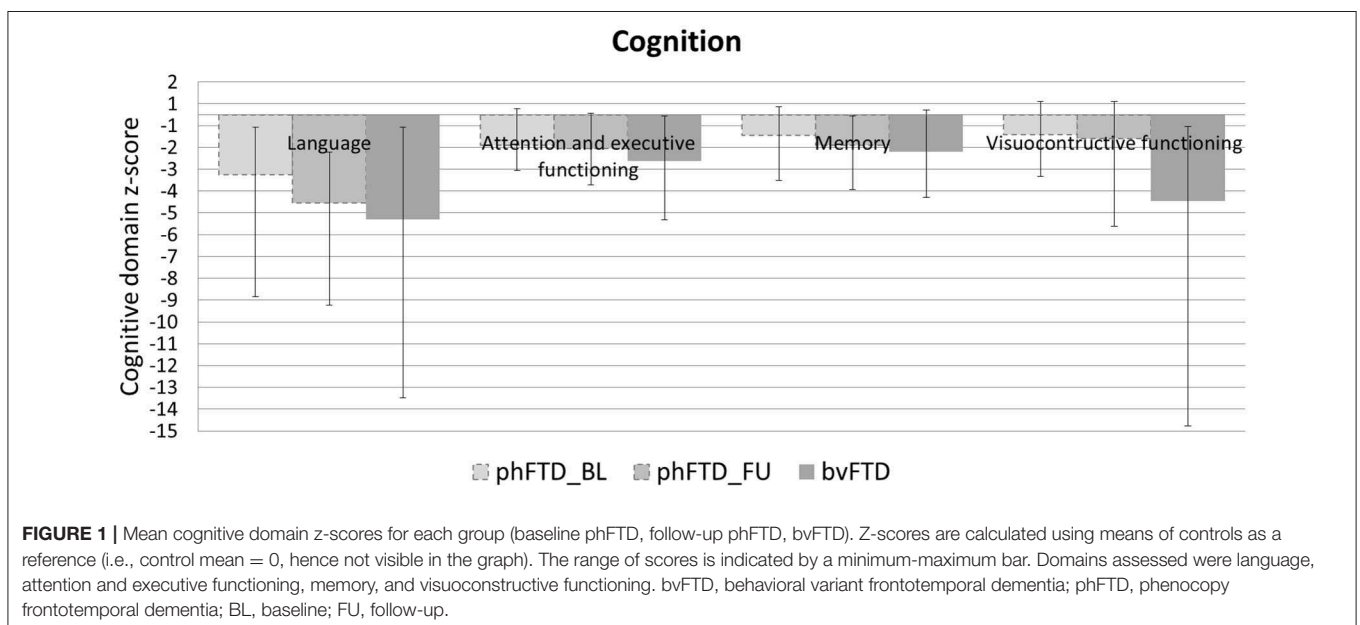 Cognition
2
1
-1
-2
-3
-4
-5
-6
-7
-8
-9
-10
-11
-12
-13
-14
-15
Cognitive domain z-score
Language
Attention and executive
functioning
Memory
Visuocontructive functioning
phFTD_BL phFTD_FU bvFTD
FIGURE 1 | Mean cognitive domain z-scores for each group (baseline phFTD, follow-up phFTD, bvFTD). Z-scores are calculated using means of controls as a
reference (i.e., control mean = 0, hence not visible in the graph). The range of scores is indicated by a minimum-maximum bar. Domains assessed were language,
attention and executive functioning, memory, and visuoconstructive functioning. bvFTD, behavioral variant frontotemporal dementia; phFTD, phenocopy
frontotemporal dementia; BL, baseline; FU, follow-up.